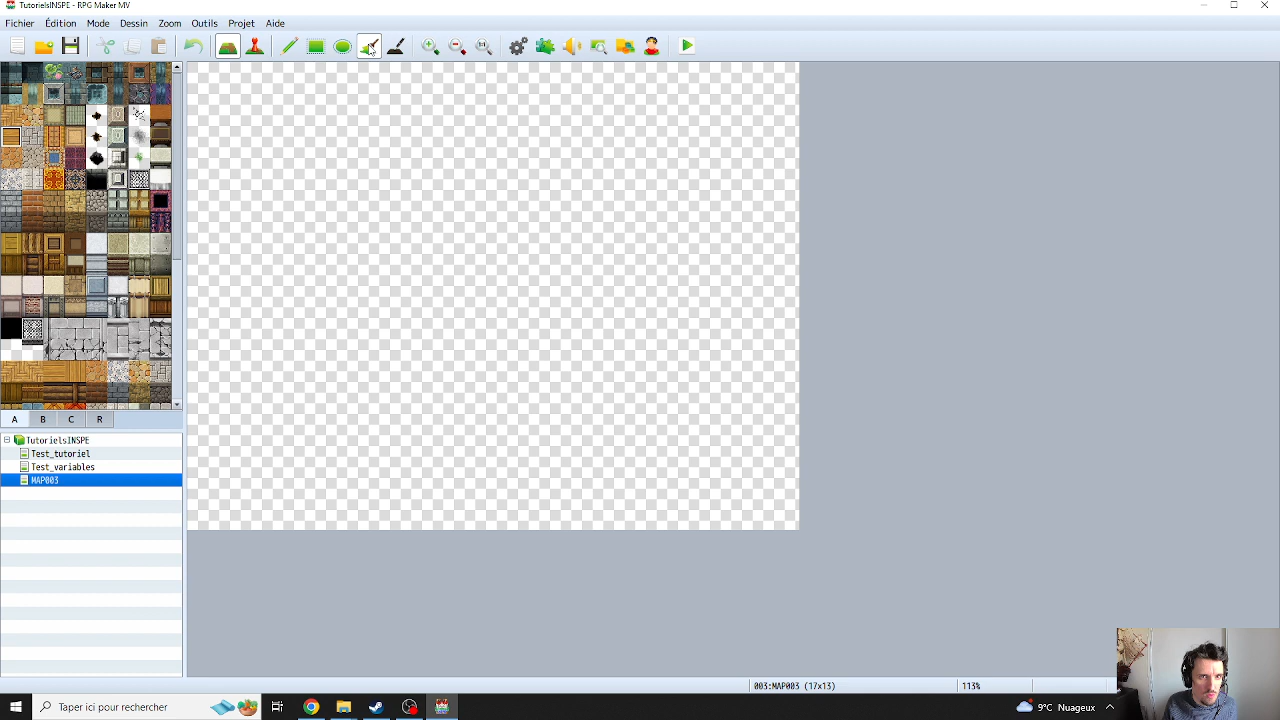 TutorielsINSPE - RPG Maker MV
Fichier Édition Mode Dessin Zoom Outils Projet Aide
A B C R
TutorielsINSPE
Test_tutoriel
Test_variables
MAP003
003:MAP003 (17x13) 113%
Taper ici pour rechercher
9°C Nuageux